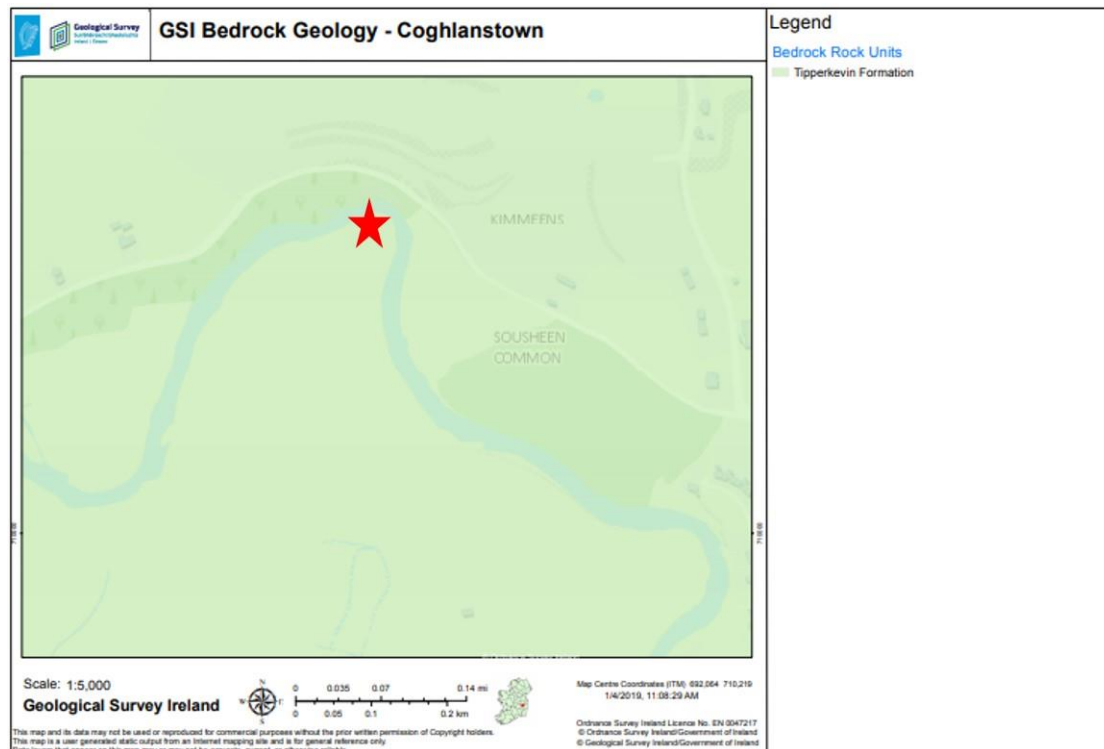 Geological Survey
Ireland | Éireann
GSI Bedrock Geology - Coghlanstown
Legend
Bedrock Rock Units
Tipperkevin Formation
KIMMEENS
SOUSHEEN
COMMON
Scale: 1:5,000
Geological Survey Ireland
N
W E
S
0 0.035 0.07 0.14 mi
0 0.05 0.1 0.2 km
Map Centre Coordinates (ITM) 692,064 710,219
1/4/2019, 11:08:29 AM
This map and its data may not be used or reproduced for commercial purposes without the prior written permission of Copyright holders.
This map is a user generated static output from an Internet mapping site and is for general reference only.
Ordnance Survey Ireland Licence No. EN 0047217
© Ordnance Survey Ireland/Government of Ireland
© Geological Survey Ireland/Government of Ireland